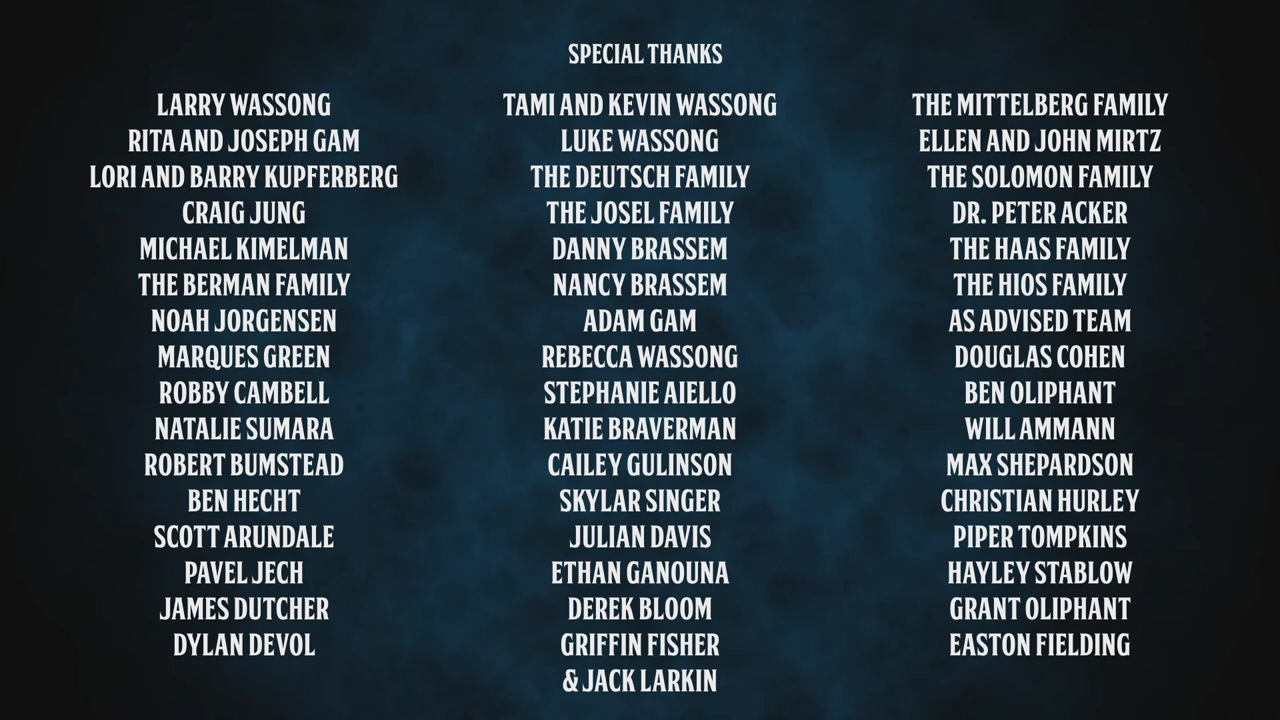 SPECIAL THANKS
LARRY WASSONG
RITA AND JOSEPH GAM
LORI AND BARRY KUPFERBERG
CRAIG JUNG
MICHAEL KIMELMAN
THE BERMAN FAMILY
NOAH JORGENSEN
MARQUES GREEN
ROBBY CAMBELL
NATALIE SUMARA
ROBERT BUMSTEAD
BEN HECHT
SCOTT ARUNDALE
PAVEL JECH
JAMES DUTCHER
DYLAN DEVOL
TAMI AND KEVIN WASSONG
LUKE WASSONG
THE DEUTSCH FAMILY
THE JOSEL FAMILY
DANNY BRASSEM
NANCY BRASSEM
ADAM GAM
REBECCA WASSONG
STEPHANIE AIELLO
KATIE BRAVERMAN
CAILEY GULINSON
SKYLAR SINGER
JULIAN DAVIS
ETHAN GANOUNA
DEREK BLOOM
GRIFFIN FISHER
& JACK LARKIN
THE MITTELBERG FAMILY
ELLEN AND JOHN MIRTZ
THE SOLOMON FAMILY
DR. PETER ACKER
THE HAAS FAMILY
THE HIOS FAMILY
AS ADVISED TEAM
DOUGLAS COHEN
BEN OLIPHANT
WILL AMMANN
MAX SHEPARDSON
CHRISTIAN HURLEY
PIPER TOMPKINS
HAYLEY STABLOW
GRANT OLIPHANT
EASTON FIELDING